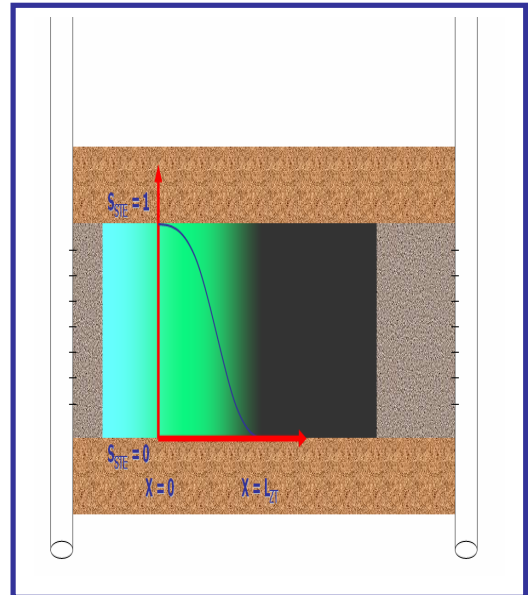 S_STE = 1
S_STE = 0
X = 0 X = L_ZT